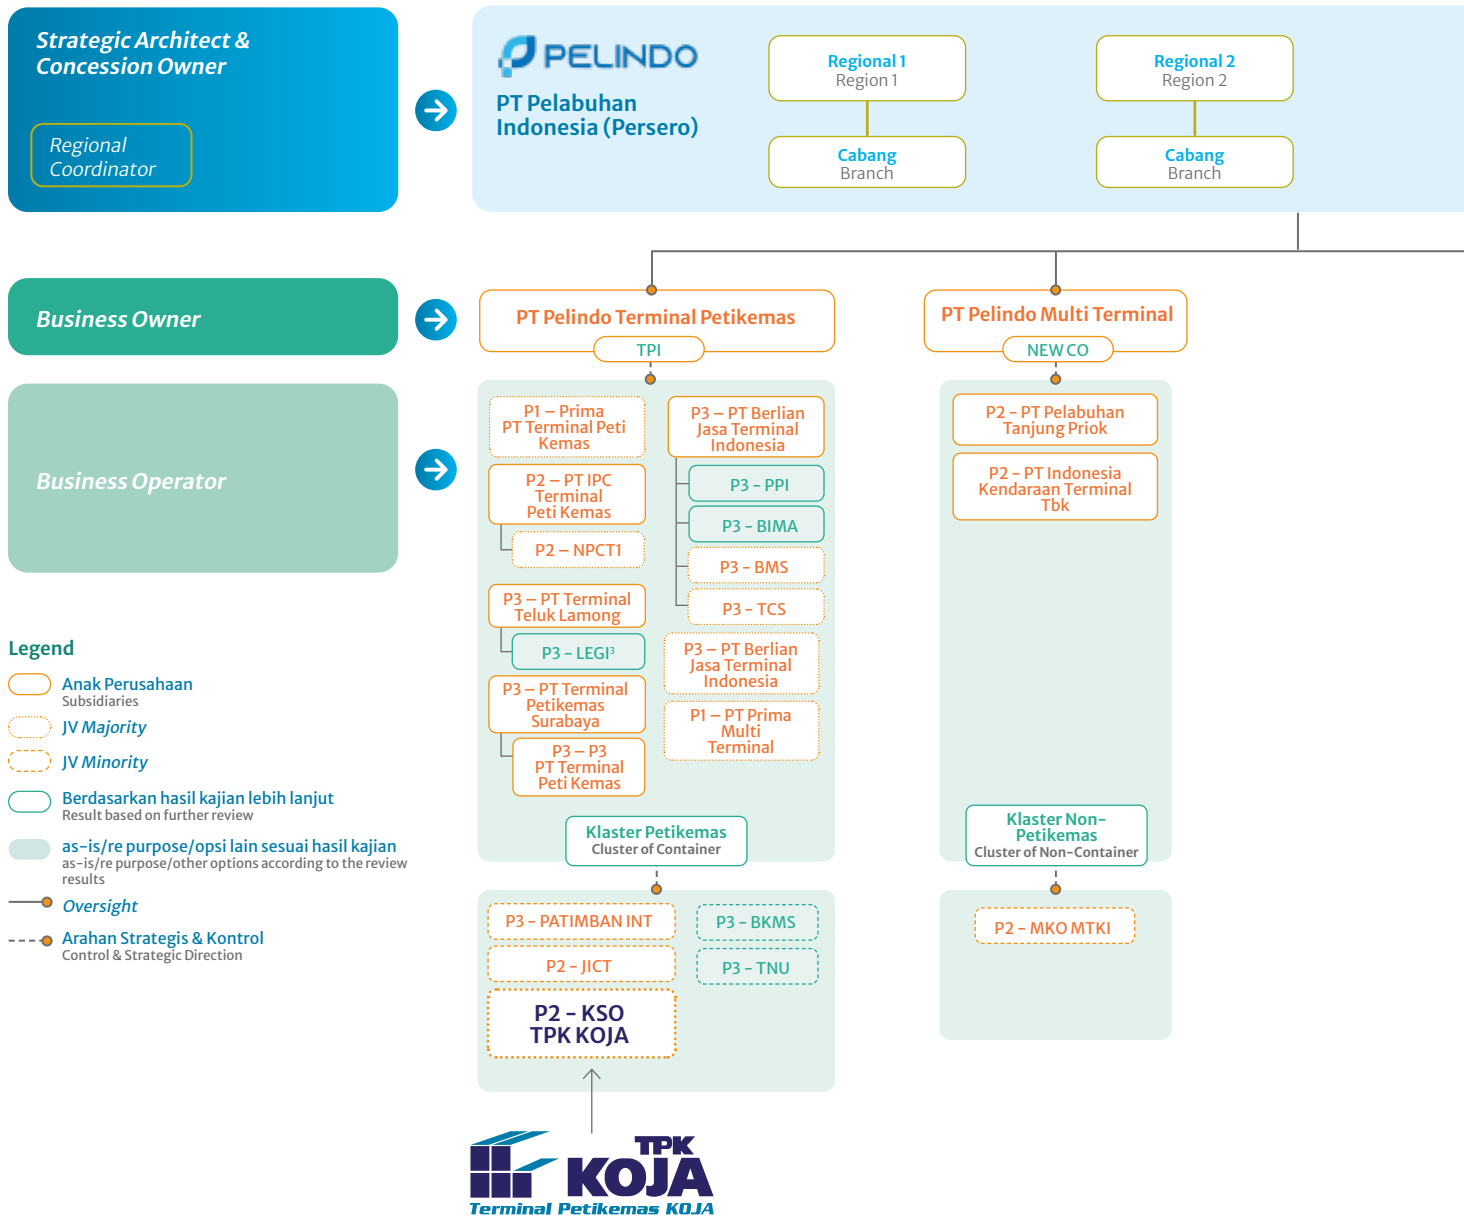 Strategic Architect &
Concession Owner
Regional
Coordinator
PELINDO
PT Pelabuhan
Indonesia (Persero)
Regional 1
Region 1
Cabang
Branch
Regional 2
Region 2
Cabang
Branch
Business Owner
PT Pelindo Terminal Petikemas
TPI
PT Pelindo Multi Terminal
NEW CO
Business Operator
P1 – Prima
PT Terminal Peti
Kemas
P2 – PT IPC
Terminal
Peti Kemas
P2 – NPCT1
P3 – PT Terminal
Teluk Lamong
P3 - LEGI³
P3 – PT Terminal
Petikemas
Surabaya
P3 – P3
PT Terminal
Peti Kemas
P3 – PT Berlian
Jasa Terminal
Indonesia
P3 - PPI
P3 - BIMA
P3 - BMS
P3 - TCS
P3 – PT Berlian
Jasa Terminal
Indonesia
P1 – PT Prima
Multi
Terminal
Klaster Petikemas
Cluster of Container
P2 - PT Pelabuhan
Tanjung Priok
P2 - PT Indonesia
Kendaraan Terminal
Tbk
Klaster Non-
Petikemas
Cluster of Non-Container
P3 - PATIMBAN INT
P2 - JICT
P2 - KSO
TPK KOJA
P3 - BKMS
P3 - TNU
P2 - MKO MTKI
Legend
Anak Perusahaan
Subsidiaries
JV Majority
JV Minority
Berdasarkan hasil kajian lebih lanjut
Result based on further review
as-is/re purpose/opsi lain sesuai hasil kajian
as-is/re purpose/other options according to the review
results
Oversight
Arahan Strategis & Kontrol
Control & Strategic Direction
TPK
KOJA
Terminal Petikemas KOJA